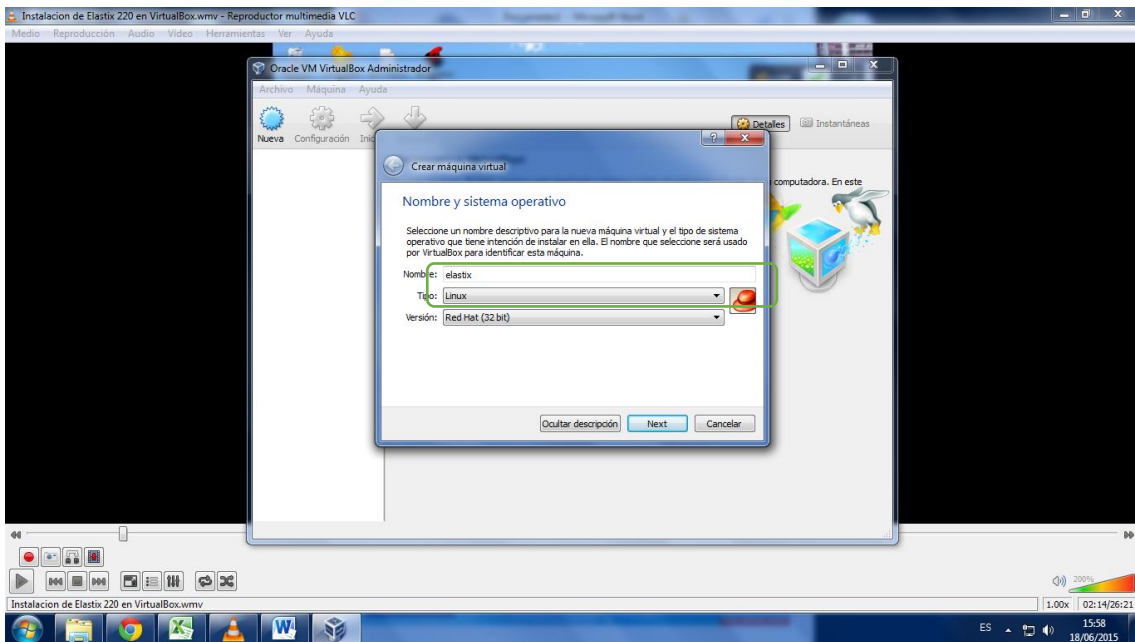 Instalacion de Elastix 220 en VirtualBox.wmv - Reproductor multimedia VLC
Medio Reproducción Audio Video Herramientas Ver Ayuda
Oracle VM VirtualBox Administrador
Archivo Máquina Ayuda
Nueva Configuración
Detalles Instantáneas
computadora. En este
Crear máquina virtual
Nombre y sistema operativo
Seleccione un nombre descriptivo para la nueva máquina virtual y el tipo de sistema
operativo que tiene intención de instalar en ella. El nombre que seleccione será usado
por VirtualBox para identificar esta máquina.
Nombre: elastix
Tipo: Linux
Versión: Red Hat (32 bit)
Ocultar descripción Next Cancelar
200%
Instalacion de Elastix 220 en VirtualBox.wmv 1.00x 02:14/26:21
ES 15:58
18/06/2015